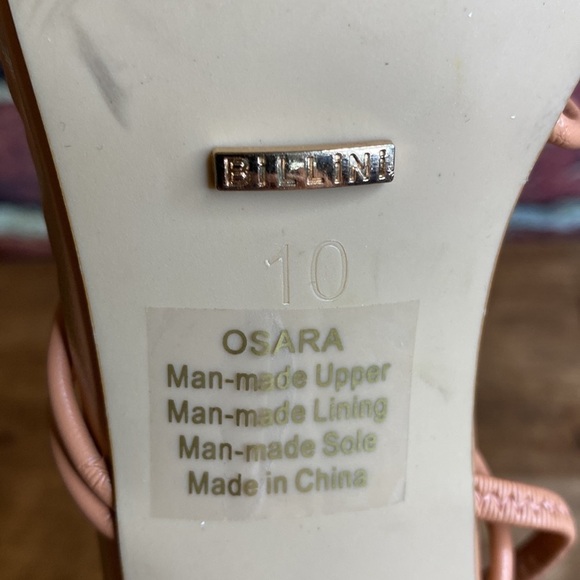 BiLLiNi
10
OSARA
Man-made Upper
Man-made Lining
Man-made Sole
Made in China